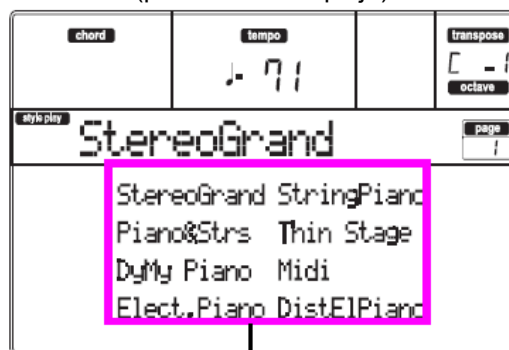 chord tempo transpose
♩= 71 C -1
octave
style play StereoGrand page
1
StereoGrand StringPiano
Piano&Strs Thin Stage
DyMy Piano Midi
Elect.Piano DistElPiano